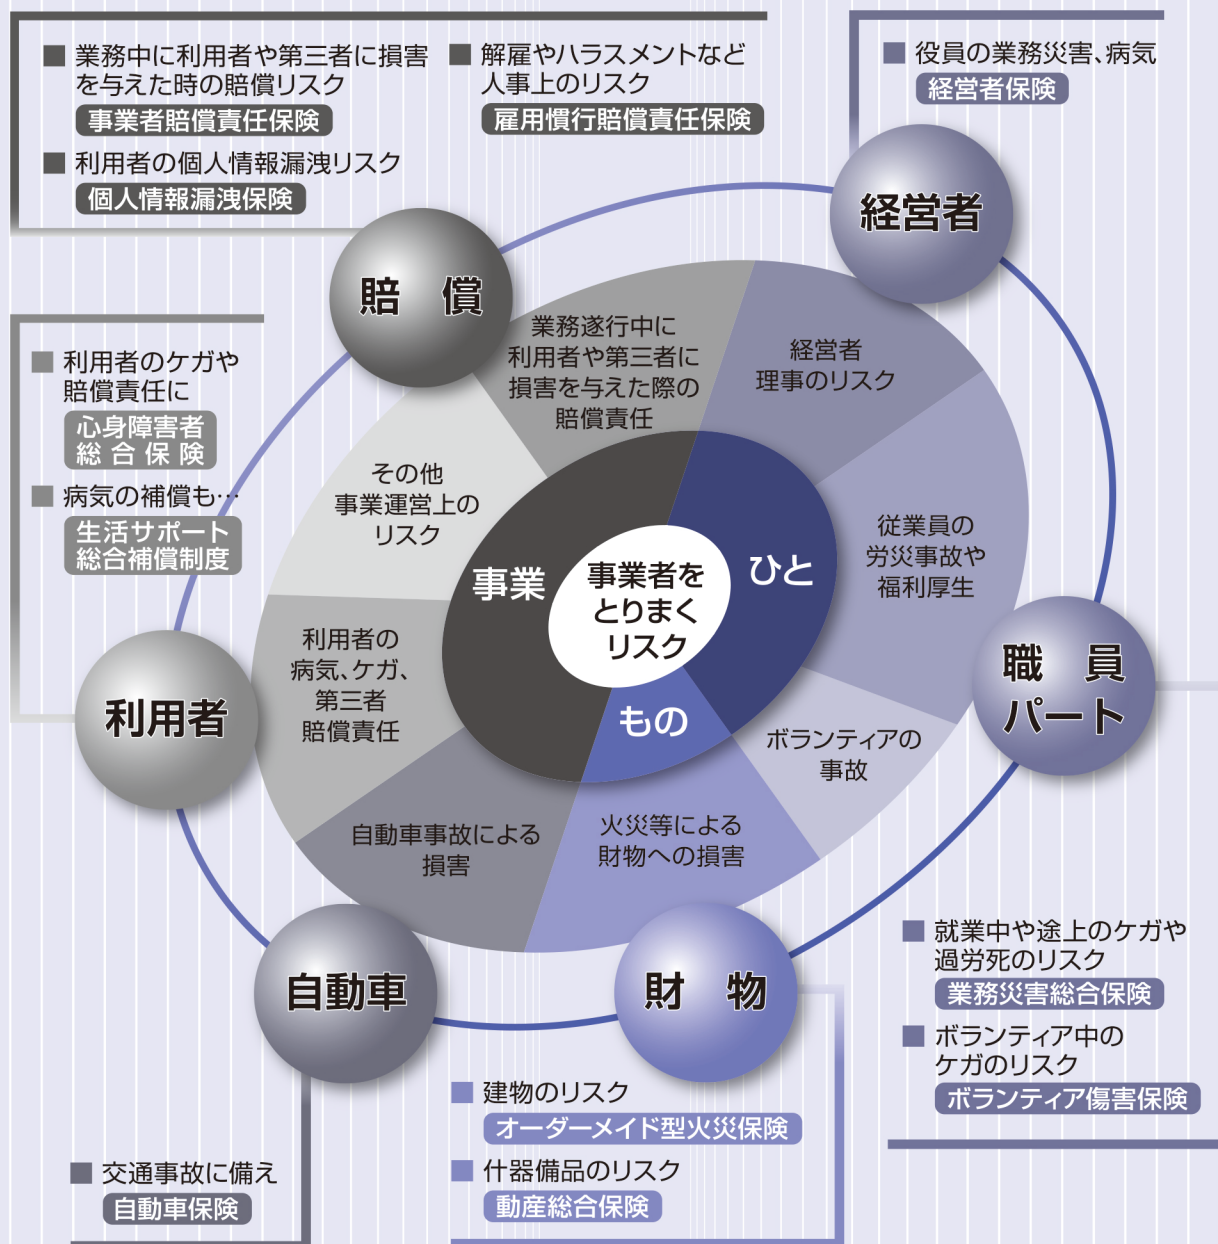 ■ 業務中に利用者や第三者に損害
を与えた時の賠償リスク
事業者賠償責任保険
■ 利用者の個人情報漏洩リスク
個人情報漏洩保険
■ 解雇やハラスメントなど
人事上のリスク
雇用慣行賠償責任保険
■ 役員の業務災害、病気
経営者保険
経営者
賠 償
■ 利用者のケガや
賠償責任に
心身障害者
総合保険
■ 病気の補償も…
生活サポート
総合補償制度
業務遂行中に
利用者や第三者に
損害を与えた際の
賠償責任
経営者
理事のリスク
その他
事業運営上の
リスク
従業員の
労災事故や
福利厚生
事業
事業者を
とりまく
リスク
ひと
もの
利用者の
病気、ケガ、
第三者
賠償責任
利用者
職 員
パート
ボランティアの
事故
自動車事故による
損害
火災等による
財物への損害
自動車
財 物
■ 就業中や途上のケガや
過労死のリスク
業務災害総合保険
■ ボランティア中の
ケガのリスク
ボランティア傷害保険
■ 建物のリスク
オーダーメイド型火災保険
■ 什器備品のリスク
動産総合保険
■ 交通事故に備え
自動車保険